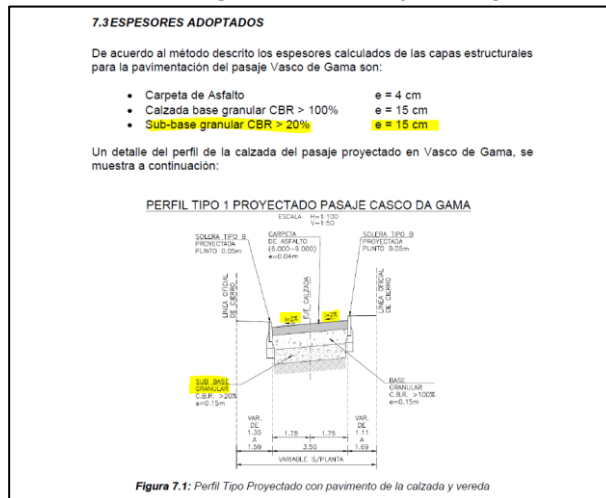 7.3 ESPESORES ADOPTADOS
De acuerdo al método descrito los espesores calculados de las capas estructurales
para la pavimentación del pasaje Vasco de Gama son:
• Carpeta de Asfalto e = 4 cm
• Calzada base granular CBR > 100% e = 15 cm
• Sub-base granular CBR > 20% e = 15 cm
Un detalle del perfil de la calzada del pasaje proyectado en Vasco de Gama, se
muestra a continuación:
PERFIL TIPO 1 PROYECTADO PASAJE CASCO DA GAMA
ESCALA H=1:100
V=1:50
SOLERA TIPO B
PROYECTADA
PLINTO 0.05m
CARPETA
DE ASFALTO
(6.000-9.000)
e=0.04m
SOLERA TIPO B
PROYECTADA
PLINTO 0.05m
LINEA OFICIAL
DE CIERRO
EJE CALZADA
LINEA OFICIAL
DE CIERRO
SUB BASE
GRANULAR
C.B.R. >20%
e=0.15m
BASE
GRANULAR
C.B.R. >100%
e=0.15m
VAR.
DE
1.35
A
1.59
1.75
1.75
3.50
VAR.
DE
1.11
A
1.69
VARIABLE S/PLANTA
Figura 7.1: Perfil Tipo Proyectado con pavimento de la calzada y vereda